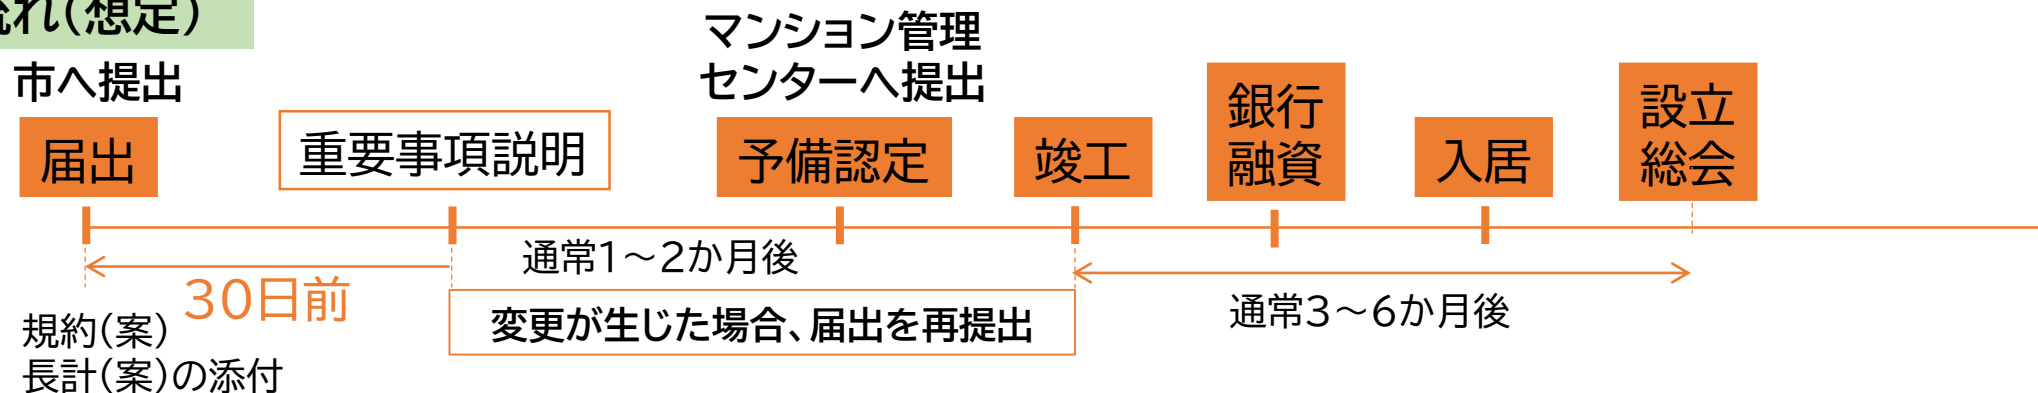 れ(想定)
市へ提出
届出
重要事項説明
マンション管理
センターへ提出
予備認定
竣工
銀行
融資
入居
設立
総会
30日前
通常1～2か月後
変更が生じた場合、届出を再提出
通常3～6か月後
規約(案)
長計(案)の添付